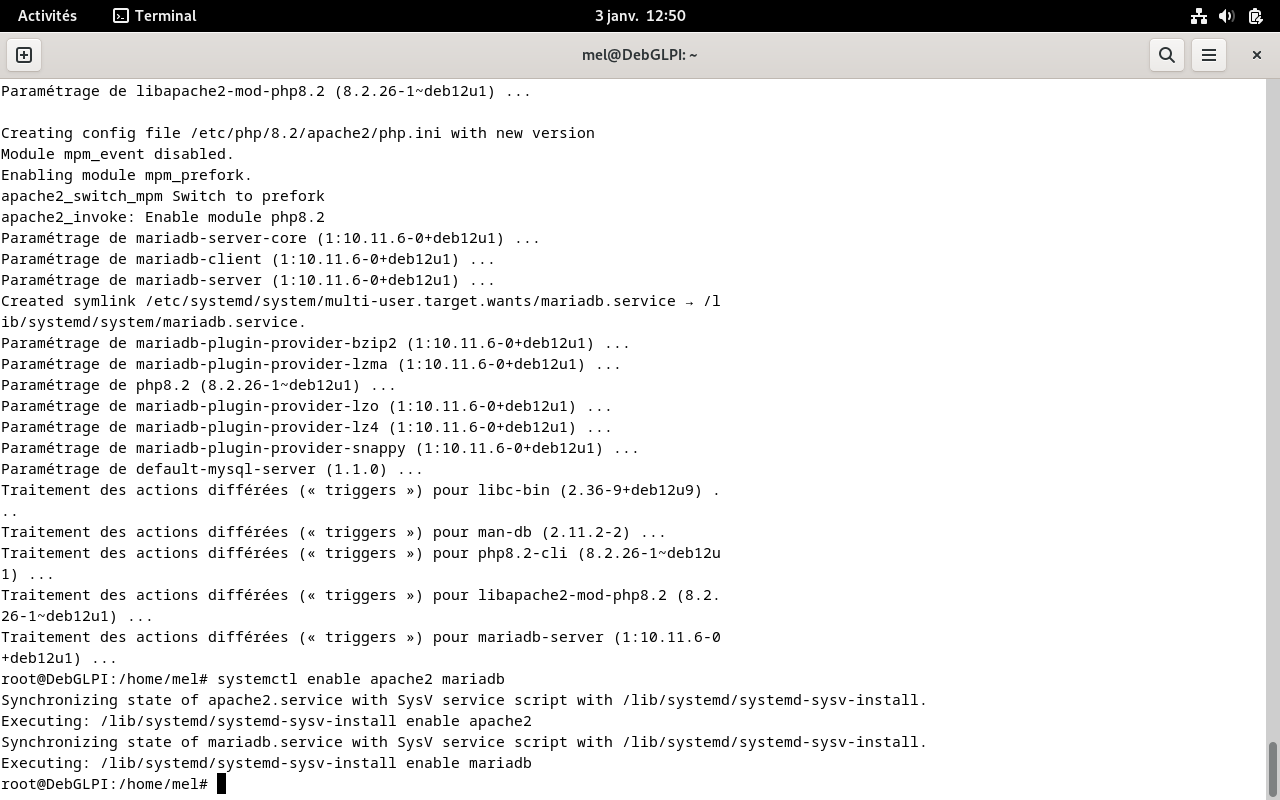 Activités
Terminal
3 janv. 12:50
mel@DebGLPI: ~
Paramétrage de libapache2-mod-php8.2 (8.2.26-1~deb12u1) ...
Creating config file /etc/php/8.2/apache2/php.ini with new version
Module mpm_event disabled.
Enabling module mpm_prefork.
apache2_switch_mpm Switch to prefork
apache2_invoke: Enable module php8.2
Paramétrage de mariadb-server-core (1:10.11.6-0+deb12u1) ...
Paramétrage de mariadb-client (1:10.11.6-0+deb12u1) ...
Paramétrage de mariadb-server (1:10.11.6-0+deb12u1) ...
Created symlink /etc/systemd/system/multi-user.target.wants/mariadb.service → /l
ib/systemd/system/mariadb.service.
Paramétrage de mariadb-plugin-provider-bzip2 (1:10.11.6-0+deb12u1) ...
Paramétrage de mariadb-plugin-provider-lzma (1:10.11.6-0+deb12u1) ...
Paramétrage de php8.2 (8.2.26-1~deb12u1) ...
Paramétrage de mariadb-plugin-provider-lzo (1:10.11.6-0+deb12u1) ...
Paramétrage de mariadb-plugin-provider-lz4 (1:10.11.6-0+deb12u1) ...
Paramétrage de mariadb-plugin-provider-snappy (1:10.11.6-0+deb12u1) ...
Paramétrage de default-mysql-server (1.1.0) ...
Traitement des actions différées (« triggers ») pour libc-bin (2.36-9+deb12u9) .
..
Traitement des actions différées (« triggers ») pour man-db (2.11.2-2) ...
Traitement des actions différées (« triggers ») pour php8.2-cli (8.2.26-1~deb12u
1) ...
Traitement des actions différées (« triggers ») pour libapache2-mod-php8.2 (8.2.
26-1~deb12u1) ...
Traitement des actions différées (« triggers ») pour mariadb-server (1:10.11.6-0
+deb12u1) ...
root@DebGLPI:/home/mel# systemctl enable apache2 mariadb
Synchronizing state of apache2.service with SysV service script with /lib/systemd/systemd-sysv-install.
Executing: /lib/systemd/systemd-sysv-install enable apache2
Synchronizing state of mariadb.service with SysV service script with /lib/systemd/systemd-sysv-install.
Executing: /lib/systemd/systemd-sysv-install enable mariadb
root@DebGLPI:/home/mel#